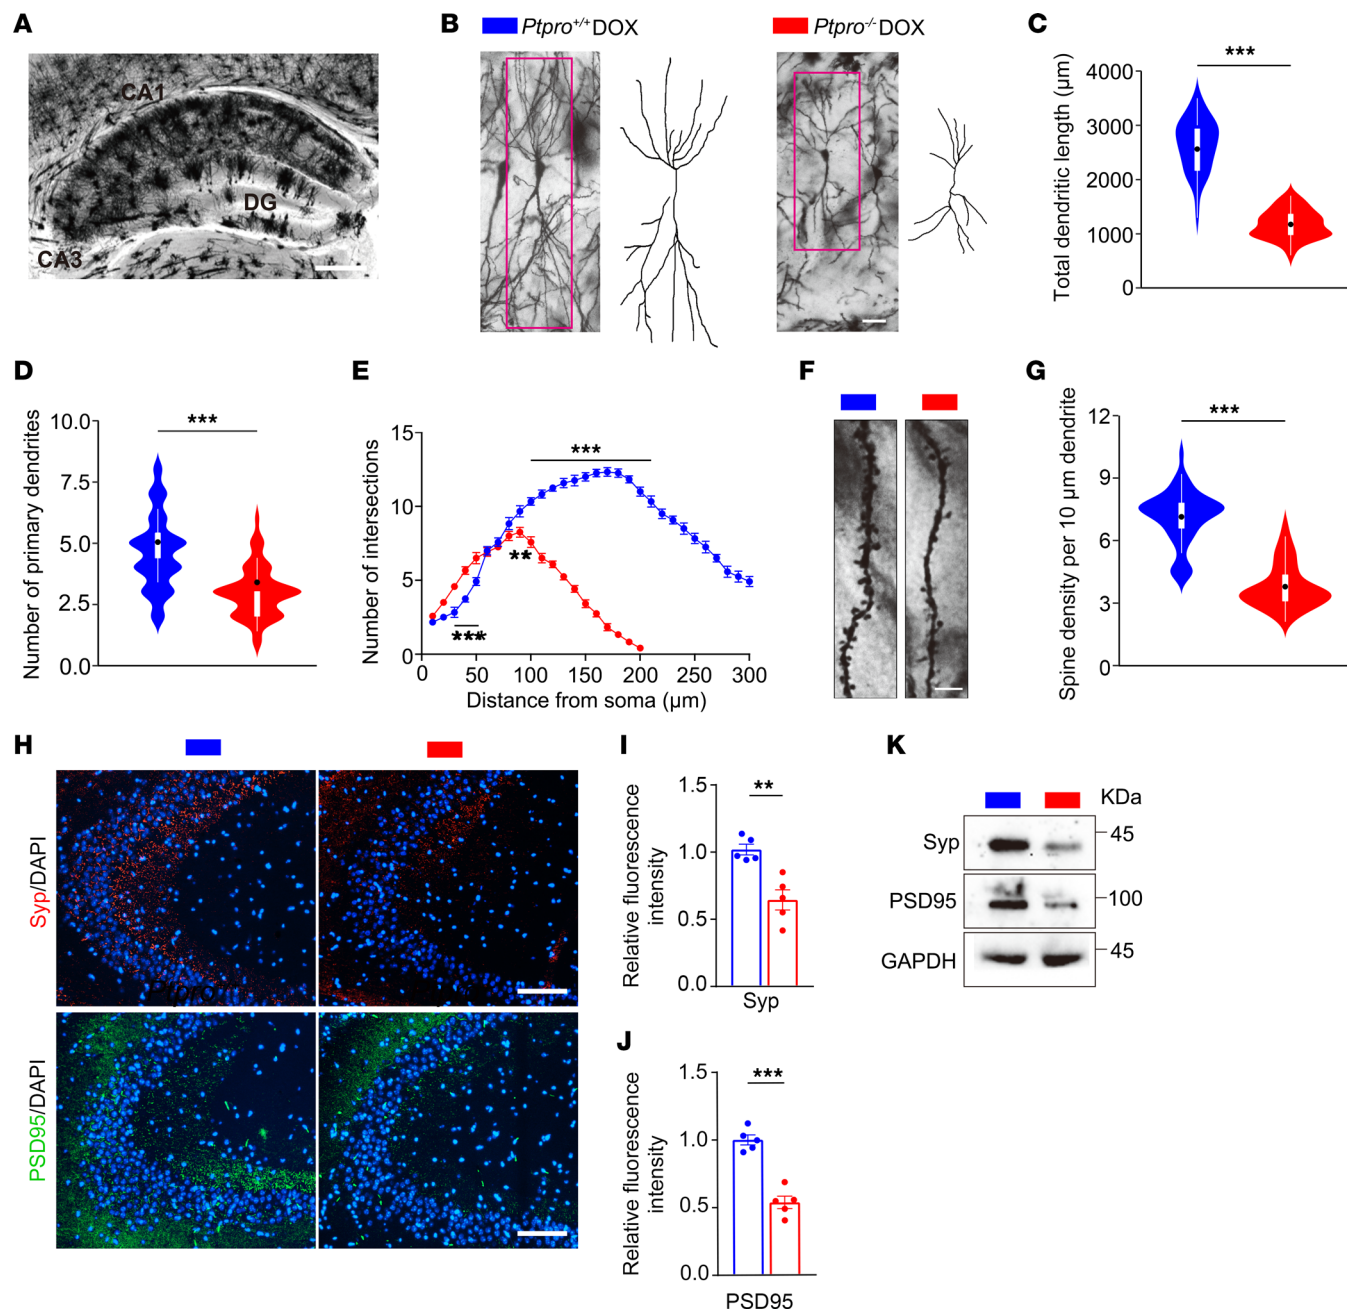 A
CA1
DG
CA3
B
Ptpro+/+ DOX
Ptpro-/- DOX
C
***
Total dendritic length (µm)
4000
3000
2000
1000
0
D
***
Number of primary dendrites
10.0
7.5
5.0
2.5
0.0
E
Number of intersections
15
10
5
0
***
**
***
0
50
100
150
200
250
300
Distance from soma (µm)
F
G
***
Spine density per 10 µm dendrite
12
9
6
3
0
H
Syp/DAPI
PSD95/DAPI
I
**
Relative fluorescence
intensity
1.5
1.0
0.5
0.0
Syp
J
***
Relative fluorescence
intensity
1.5
1.0
0.5
0.0
PSD95
K
KDa
Syp
45
PSD95
100
GAPDH
45